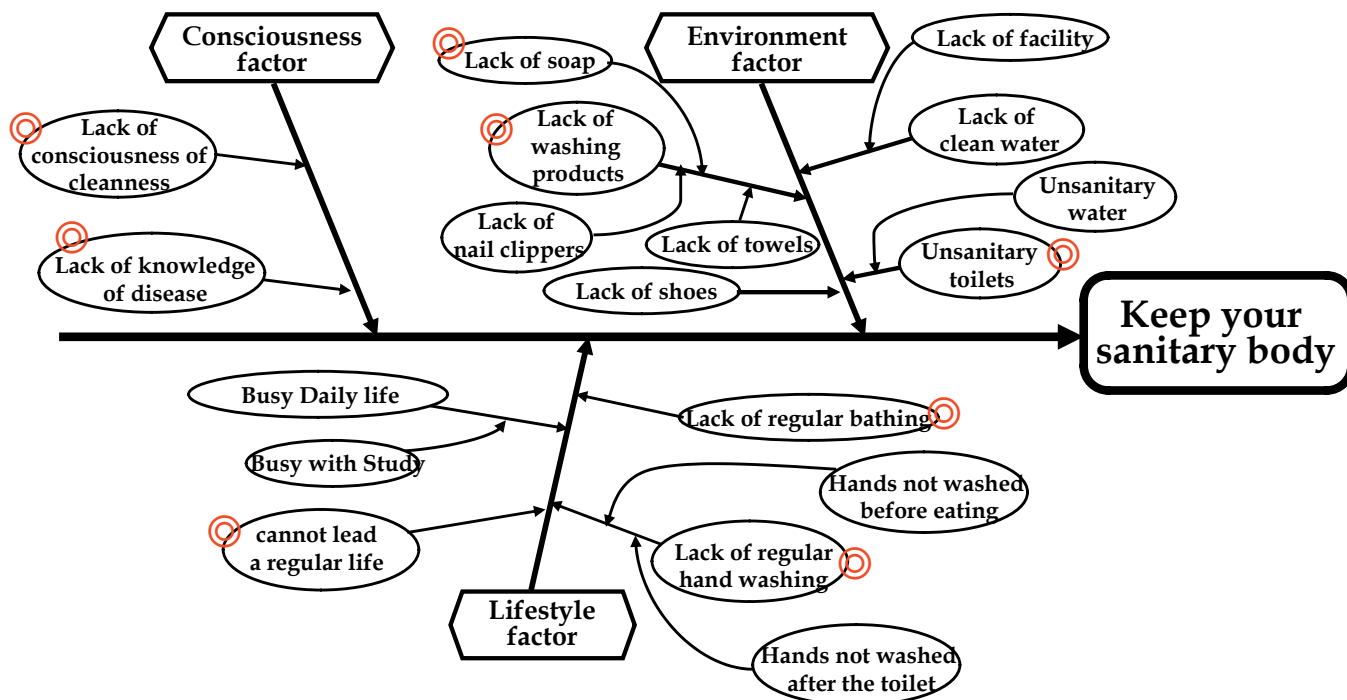 Consciousness
factor
Lack of
consciousness of
cleanness
Lack of knowledge
of disease
Environment
factor
Lack of soap
Lack of
washing
products
Lack of
nail clippers
Lack of towels
Lack of shoes
Lack of facility
Lack of
clean water
Unsanitary
water
Unsanitary
toilets
Keep your
sanitary body
Busy Daily life
Busy with Study
cannot lead
a regular life
Lifestyle
factor
Lack of regular bathing
Hands not washed
before eating
Lack of regular
hand washing
Hands not washed
after the toilet